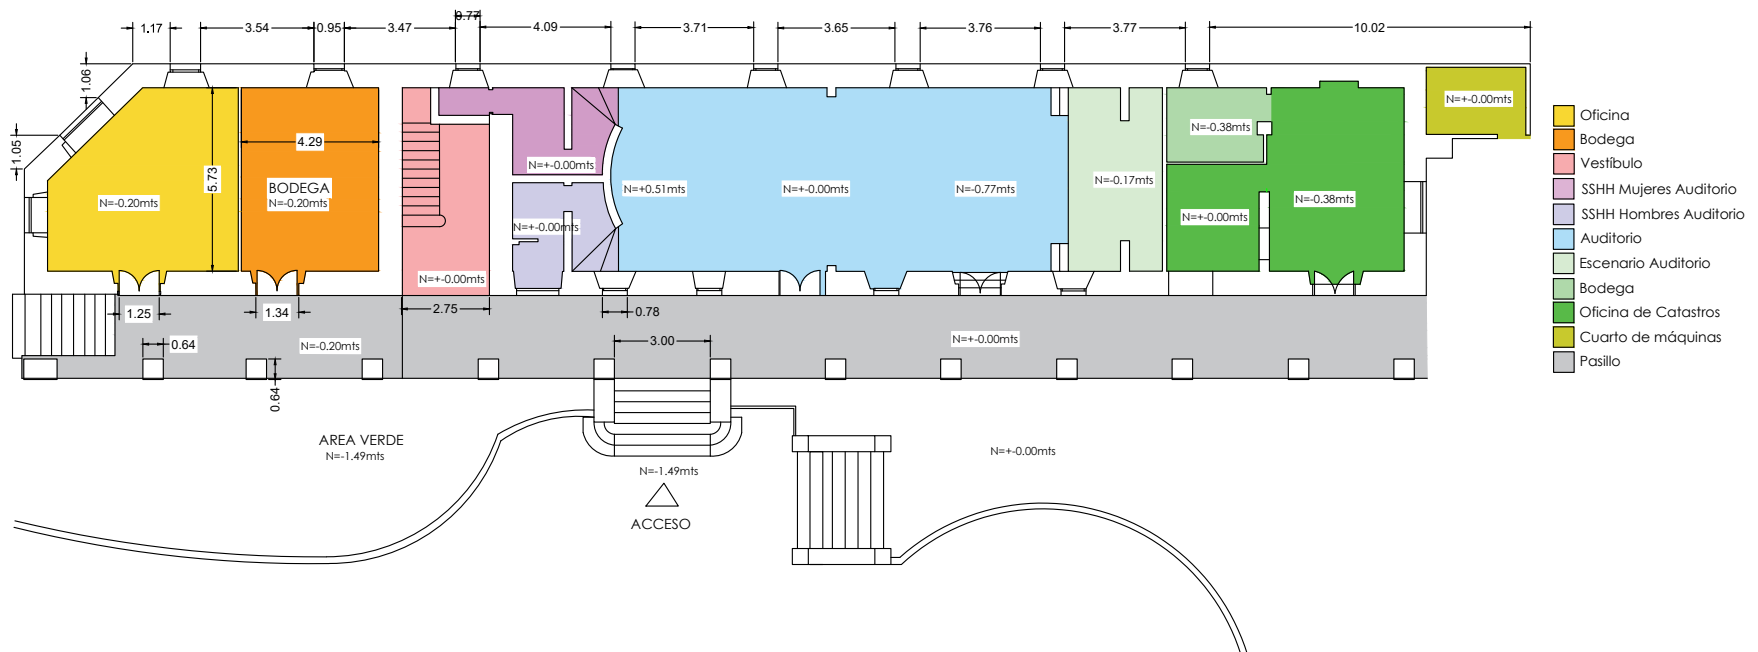 1.17
3.54
0.95
3.47
0.77
4.09
3.71
3.65
3.76
3.77
10.02
1.06
1.05
5.73
4.29
BODEGA
N=-0.20mts
N=-0.20mts
N=+-0.00mts
N=+-0.00mts
N=+-0.00mts
N=+0.51mts
N=+-0.00mts
N=-0.77mts
N=-0.17mts
N=-0.38mts
N=+-0.00mts
N=-0.38mts
N=+-0.00mts
1.25
1.34
2.75
0.78
0.64
0.64
3.00
N=-0.20mts
N=+-0.00mts
AREA VERDE
N=-1.49mts
N=-1.49mts
ACCESO
N=+-0.00mts
Oficina
Bodega
Vestíbulo
SSHH Mujeres Auditorio
SSHH Hombres Auditorio
Auditorio
Escenario Auditorio
Bodega
Oficina de Catastros
Cuarto de máquinas
Pasillo